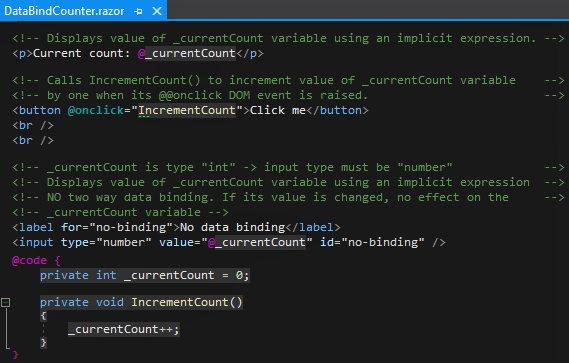 DataBindCounter.razor
<!-- Displays value of _currentCount variable using an implicit expression. -->
<p>Current count: @_currentCount</p>
<!-- Calls IncrementCount() to increment value of _currentCount variable -->
<!-- by one when its @@onclick DOM event is raised. -->
<button @onclick="IncrementCount">Click me</button>
<br />
<br />
<!-- _currentCount is type "int" -> input type must be "number" -->
<!-- Displays value of _currentCount variable using an implicit expression -->
<!-- NO two way data binding. If its value is changed, no effect on the -->
<!-- _currentCount variable -->
<label for="no-binding">No data binding</label>
<input type="number" value="@_currentCount" id="no-binding" />
@code {
private int _currentCount = 0;
private void IncrementCount()
{
_currentCount++;
}
}